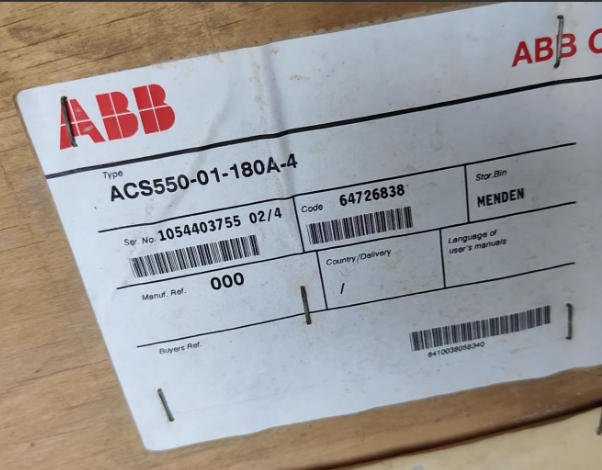 ABB
ABB
Type
ACS550-01-180A-4
Ser. No. 1054403755 02/4
Code 64726838
Stor.Bin
MENDEN
Manuf. Ref. 000
Country/Delivery
/
Language of
user's manuals
Buyers Ref.
6410038058340